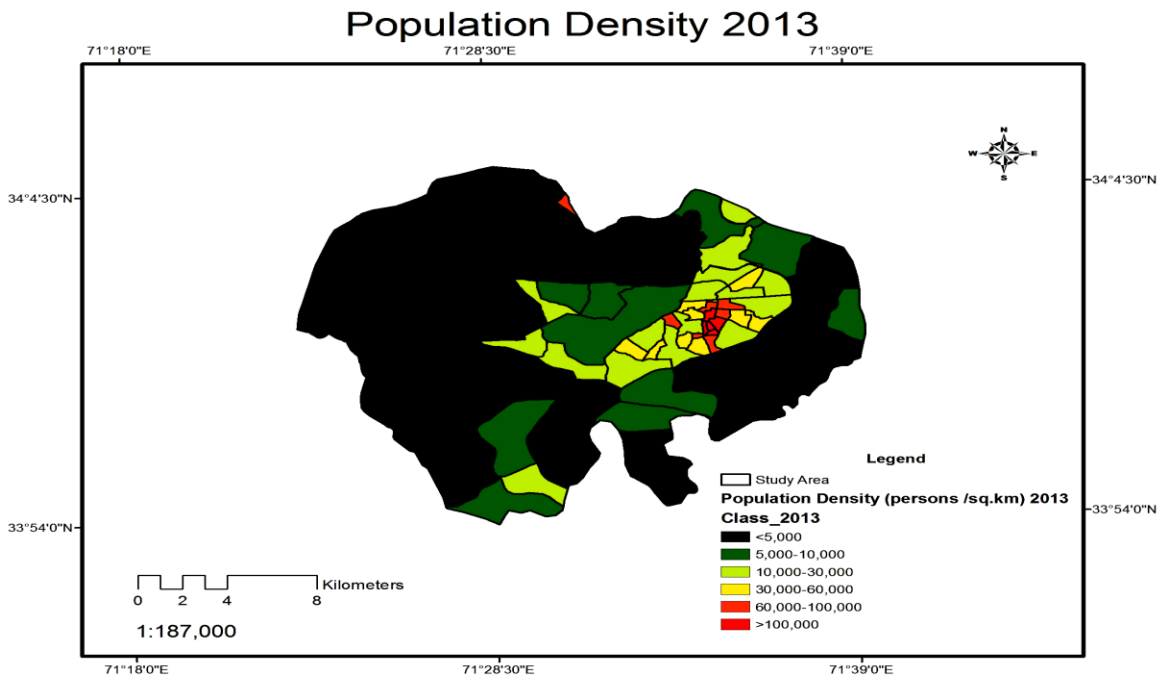 Population Density 2013
71°18'0"E 71°28'30"E 71°39'0"E
N
W E
S
34°4'30"N 34°4'30"N
Legend
Study Area
Population Density (persons /sq.km) 2013
Class_2013
<5,000
5,000-10,000
10,000-30,000
30,000-60,000
60,000-100,000
>100,000
33°54'0"N 33°54'0"N
Kilometers
0 2 4 8
1:187,000
71°18'0"E 71°28'30"E 71°39'0"E